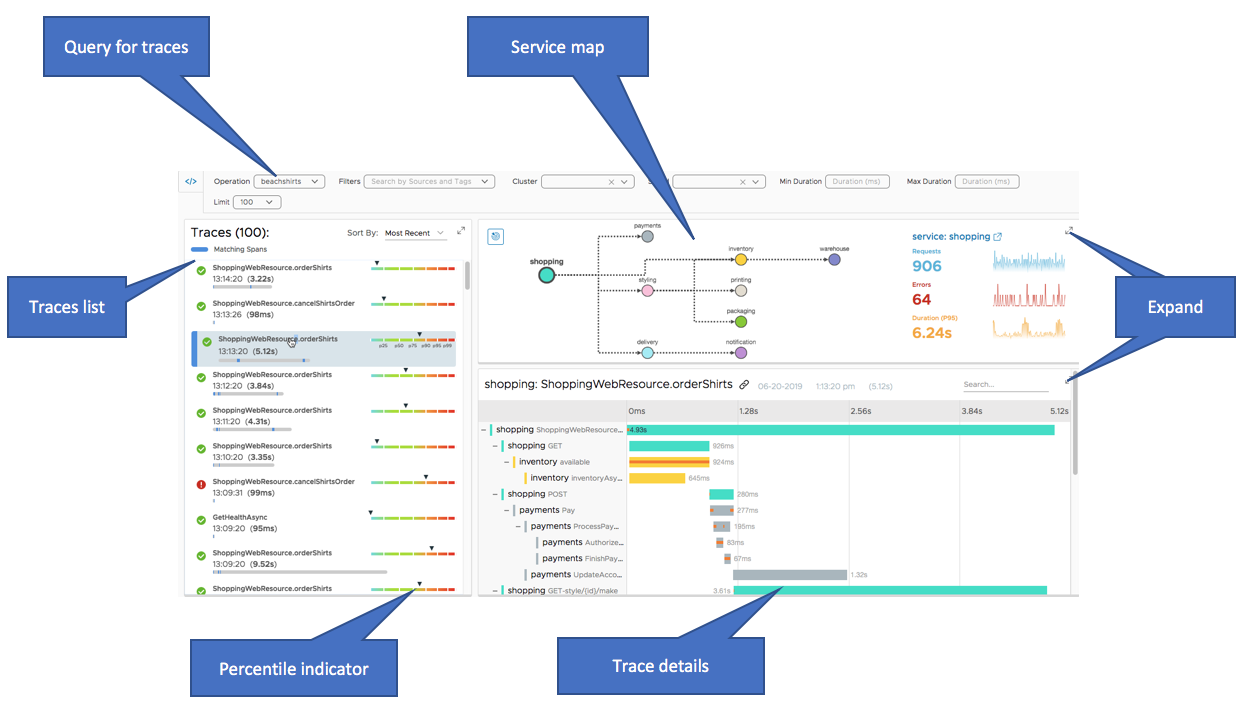 Query for traces
Service map
</> Operation beachshirts Filters Search by Sources and Tags Cluster Min Duration Duration (ms) Max Duration Duration (ms)
Limit 100
Traces (100): Sort By: Most Recent
Matching Spans
ShoppingWebResource.orderShirts
13:14:20 (3.22s)
ShoppingWebResource.cancelShirtsOrder
13:13:26 (98ms)
ShoppingWebResource.orderShirts
p25 p50 p75 p90 p95 p99
13:13:20 (5.12s)
ShoppingWebResource.orderShirts
13:12:20 (3.84s)
ShoppingWebResource.orderShirts
13:11:20 (4.31s)
ShoppingWebResource.orderShirts
13:10:20 (3.35s)
ShoppingWebResource.cancelShirtsOrder
13:09:31 (99ms)
GetHealthAsync
13:09:20 (95ms)
ShoppingWebResource.orderShirts
13:09:20 (9.52s)
ShoppingWebResource.orderShirts
payments
shopping
inventory
warehouse
styling
printing
packaging
delivery
notification
service: shopping
Requests
906
Errors
64
Duration (P95)
6.24s
shopping: ShoppingWebResource.orderShirts 06-20-2019 1:13:20 pm (5.12s) Search...
0ms 1.28s 2.56s 3.84s 5.12s
shopping ShoppingWebResource... 4.93s
shopping GET 926ms
inventory available 924ms
inventory inventoryAsy... 645ms
shopping POST 280ms
payments Pay 277ms
payments ProcessPay... 195ms
payments Authorize... 83ms
payments FinishPay... 67ms
payments UpdateAcco... 1.32s
shopping GET-style/{id}/make 3.61s
Traces list
Expand
Percentile indicator
Trace details